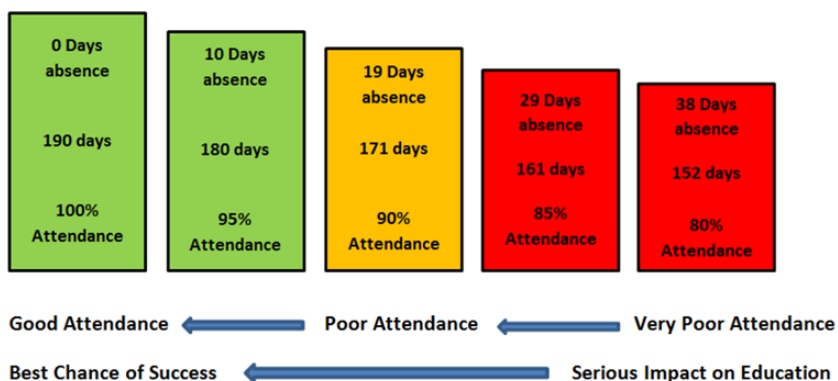 0 Days
absence
190 days
100%
Attendance
10 Days
absence
180 days
95%
Attendance
19 Days
absence
171 days
90%
Attendance
29 Days
absence
161 days
85%
Attendance
38 Days
absence
152 days
80%
Attendance
Good Attendance Poor Attendance Very Poor Attendance
Best Chance of Success Serious Impact on Education